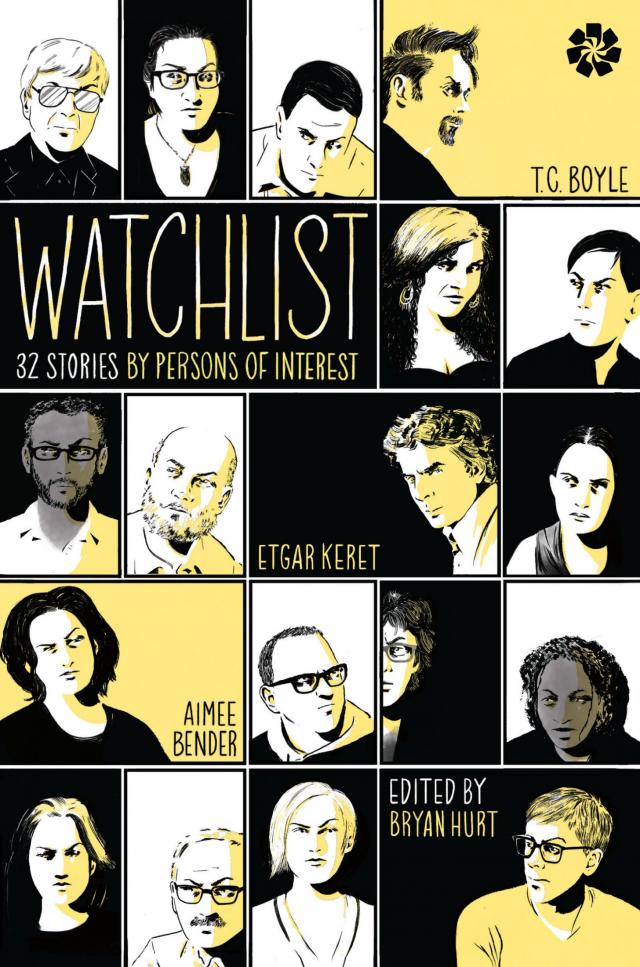 T.C. BOYLE
WATCHLIST
32 STORIES BY PERSONS OF INTEREST
ETGAR KERET
AIMEE
BENDER
EDITED BY
BRYAN HURT